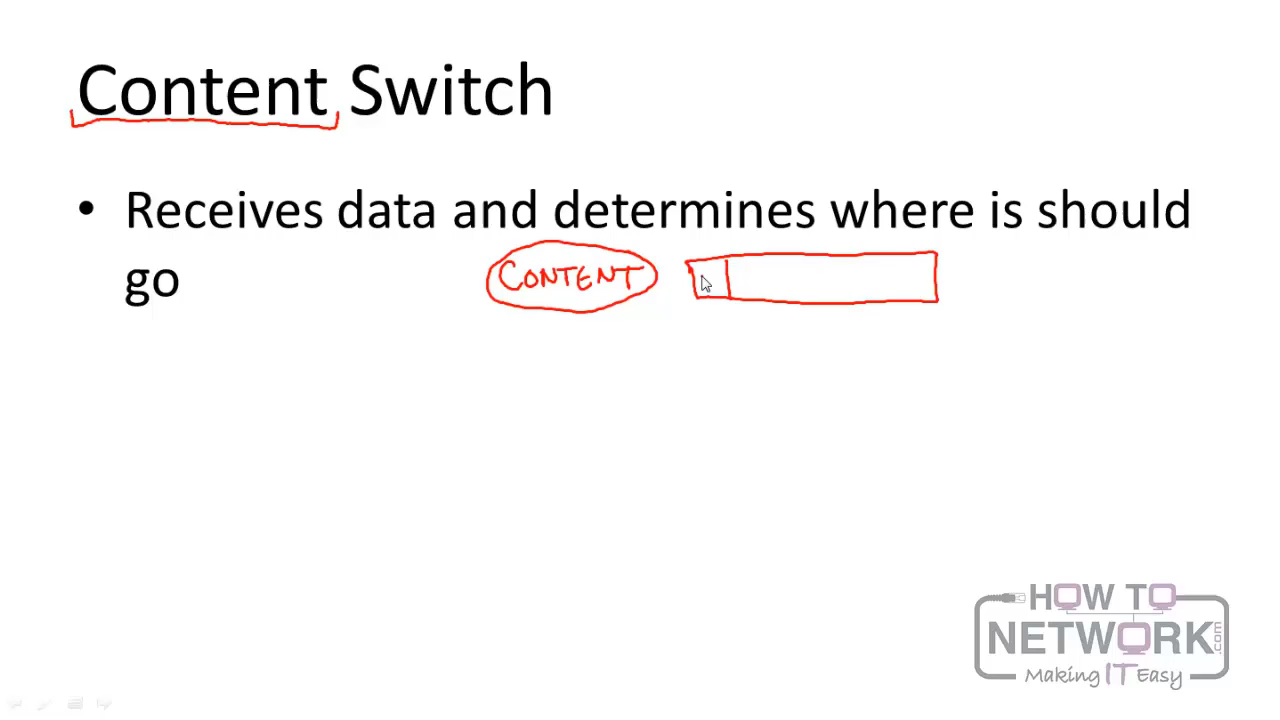 Content Switch
• Receives data and determines where is should
go
CONTENT
HOW TO
NETWORK.com
Making IT Easy